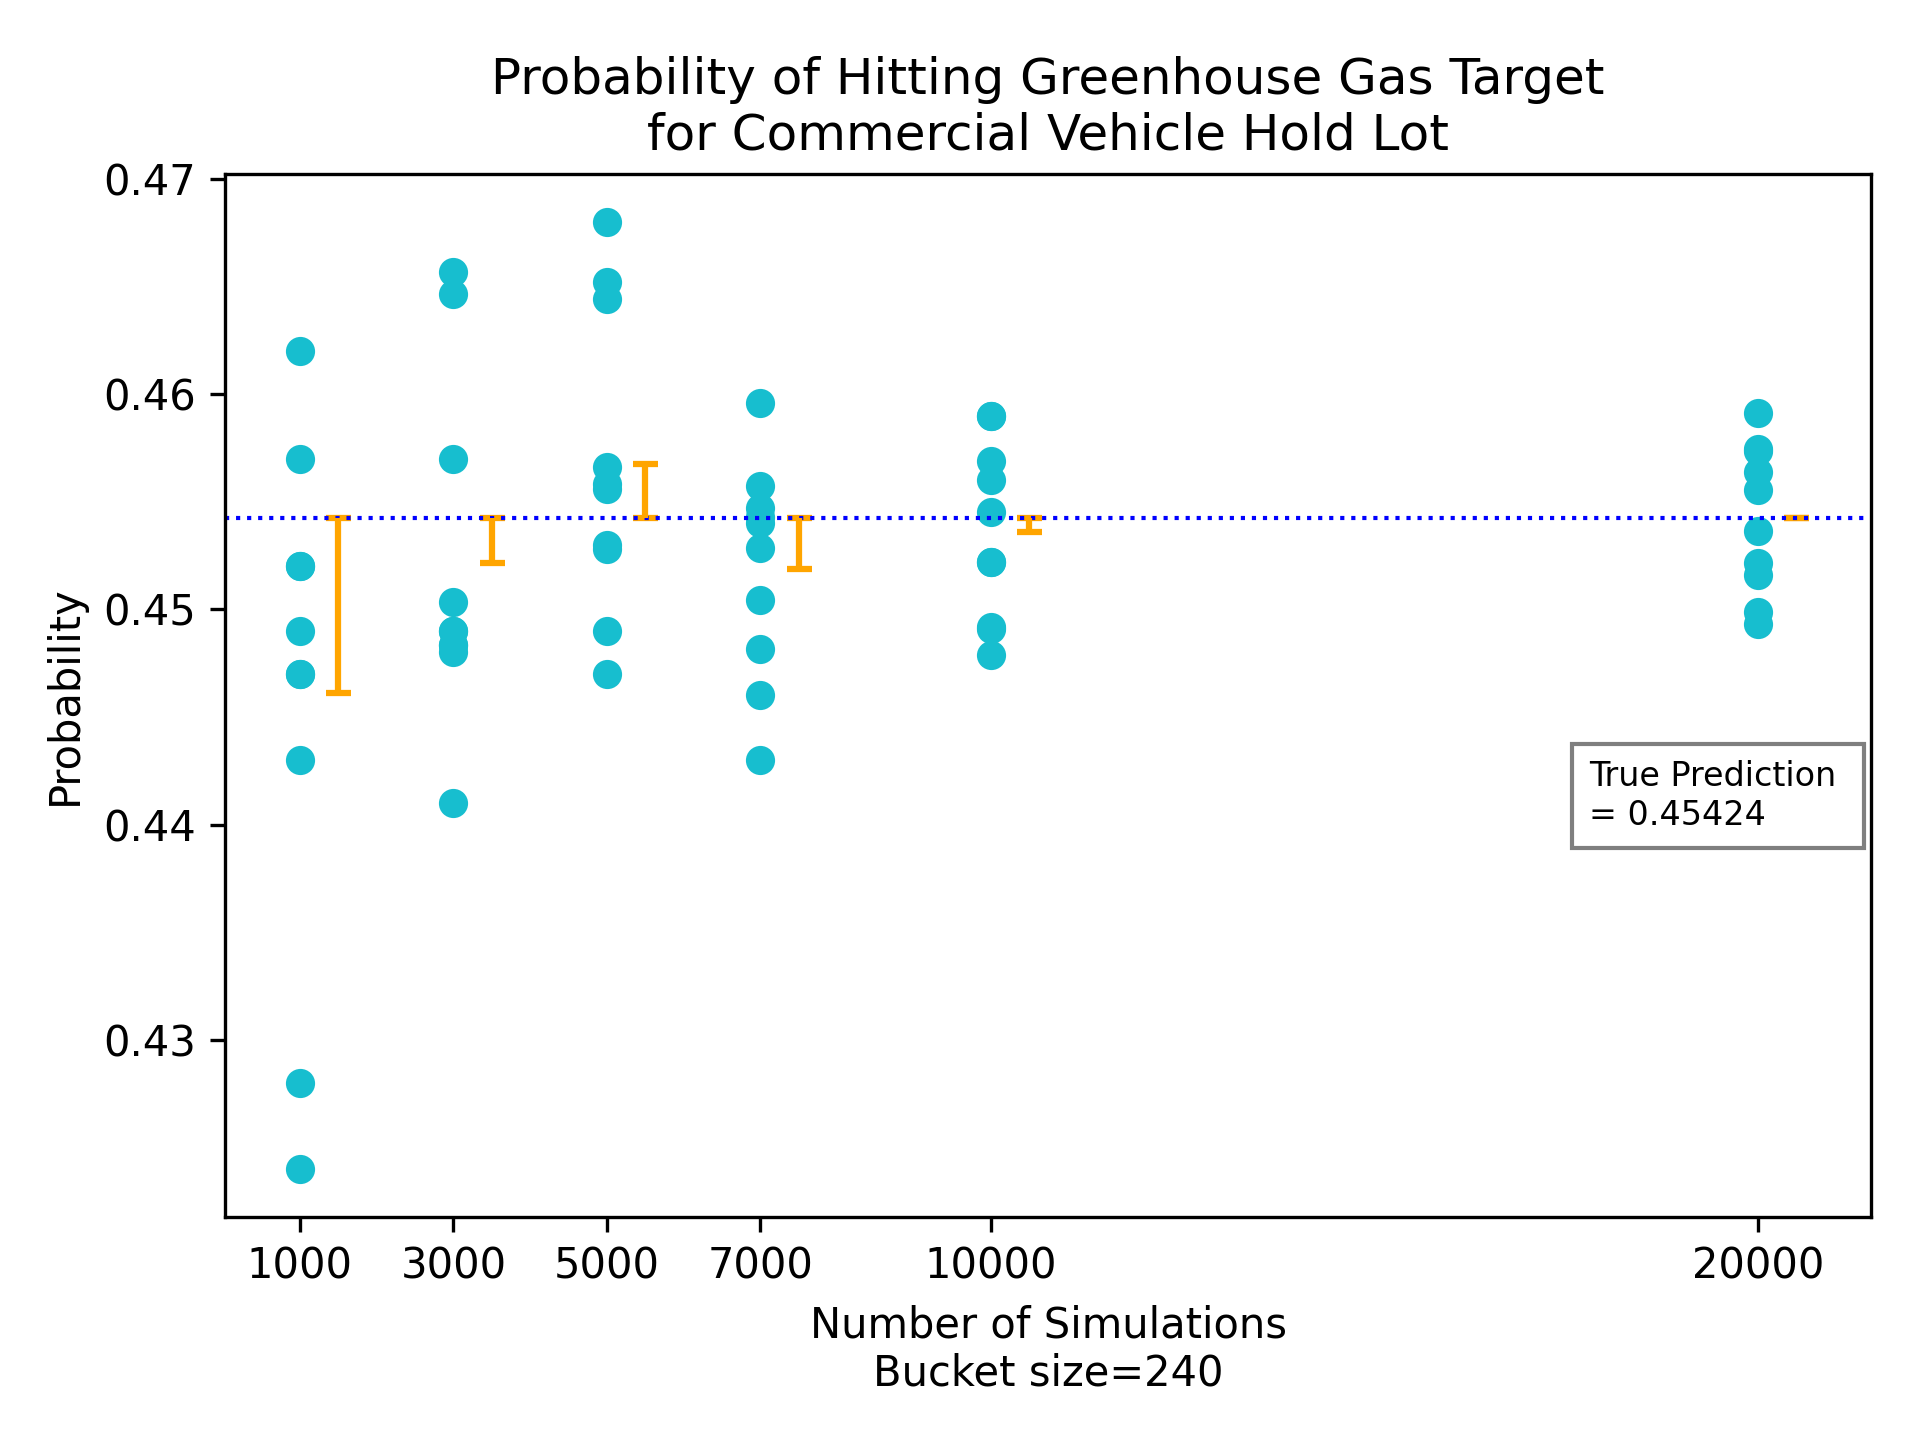 Probability of Hitting Greenhouse Gas Target
for Commercial Vehicle Hold Lot
0.47
0.46
0.45
0.44
0.43
Probability
True Prediction
= 0.45424
1000 3000 5000 7000 10000 20000
Number of Simulations
Bucket size=240